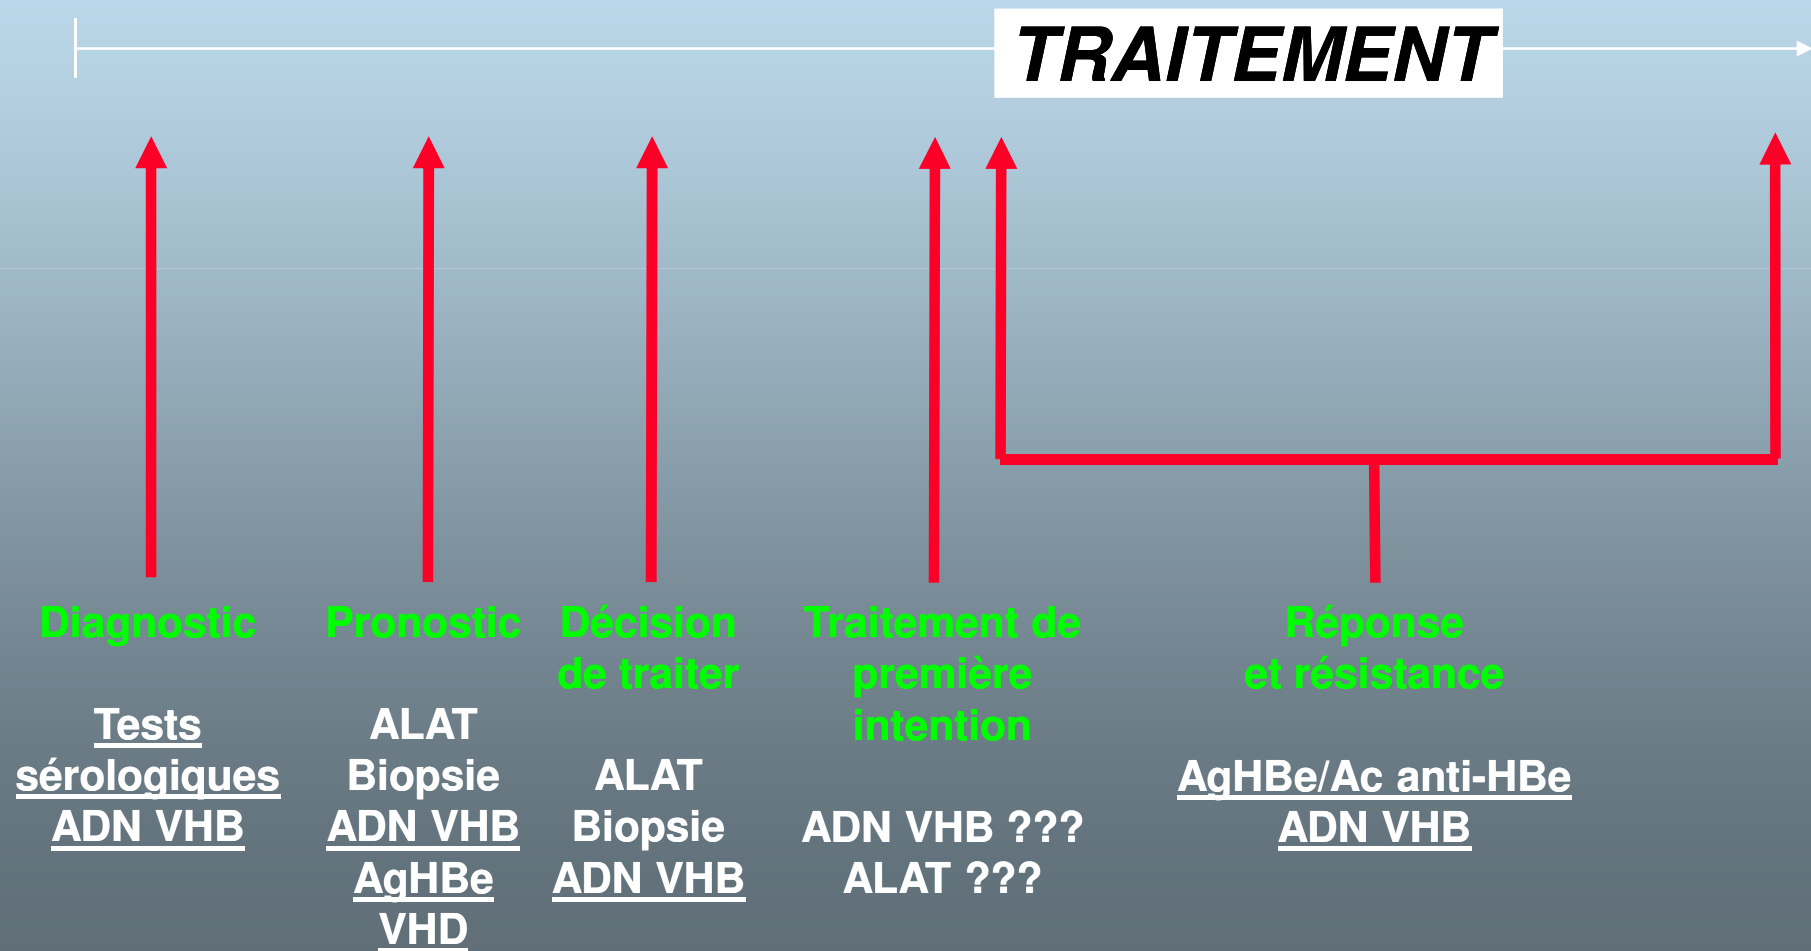 TRAITEMENT
Diagnostic
Tests
sérologiques
ADN VHB
Pronostic
ALAT
Biopsie
ADN VHB
AgHBe
VHD
Décision
de traiter
ALAT
Biopsie
ADN VHB
Traitement de
première
intention
ADN VHB ???
ALAT ???
Réponse
et résistance
AgHBe/Ac anti-HBe
ADN VHB